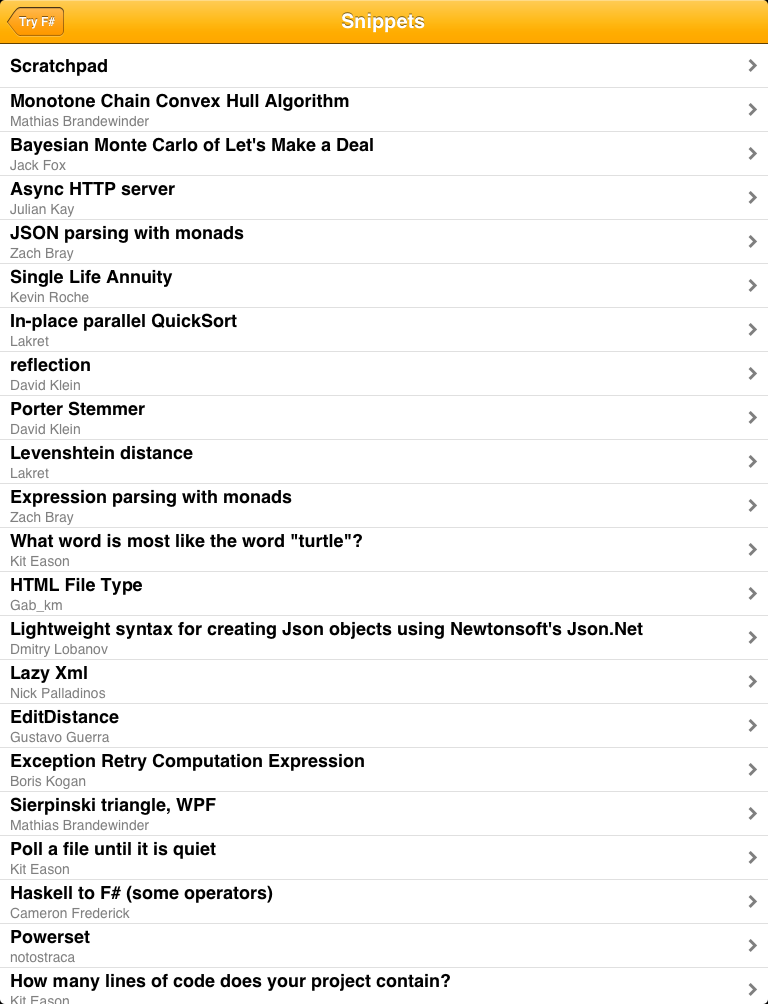 Try F#
Snippets
Scratchpad
Monotone Chain Convex Hull Algorithm
Mathias Brandewinder
Bayesian Monte Carlo of Let's Make a Deal
Jack Fox
Async HTTP server
Julian Kay
JSON parsing with monads
Zach Bray
Single Life Annuity
Kevin Roche
In-place parallel QuickSort
Lakret
reflection
David Klein
Porter Stemmer
David Klein
Levenshtein distance
Lakret
Expression parsing with monads
Zach Bray
What word is most like the word "turtle"?
Kit Eason
HTML File Type
Gab_km
Lightweight syntax for creating Json objects using Newtonsoft's Json.Net
Dmitry Lobanov
Lazy Xml
Nick Palladinos
EditDistance
Gustavo Guerra
Exception Retry Computation Expression
Boris Kogan
Sierpinski triangle, WPF
Mathias Brandewinder
Poll a file until it is quiet
Kit Eason
Haskell to F# (some operators)
Cameron Frederick
Powerset
notostraca
How many lines of code does your project contain?
Kit Eason